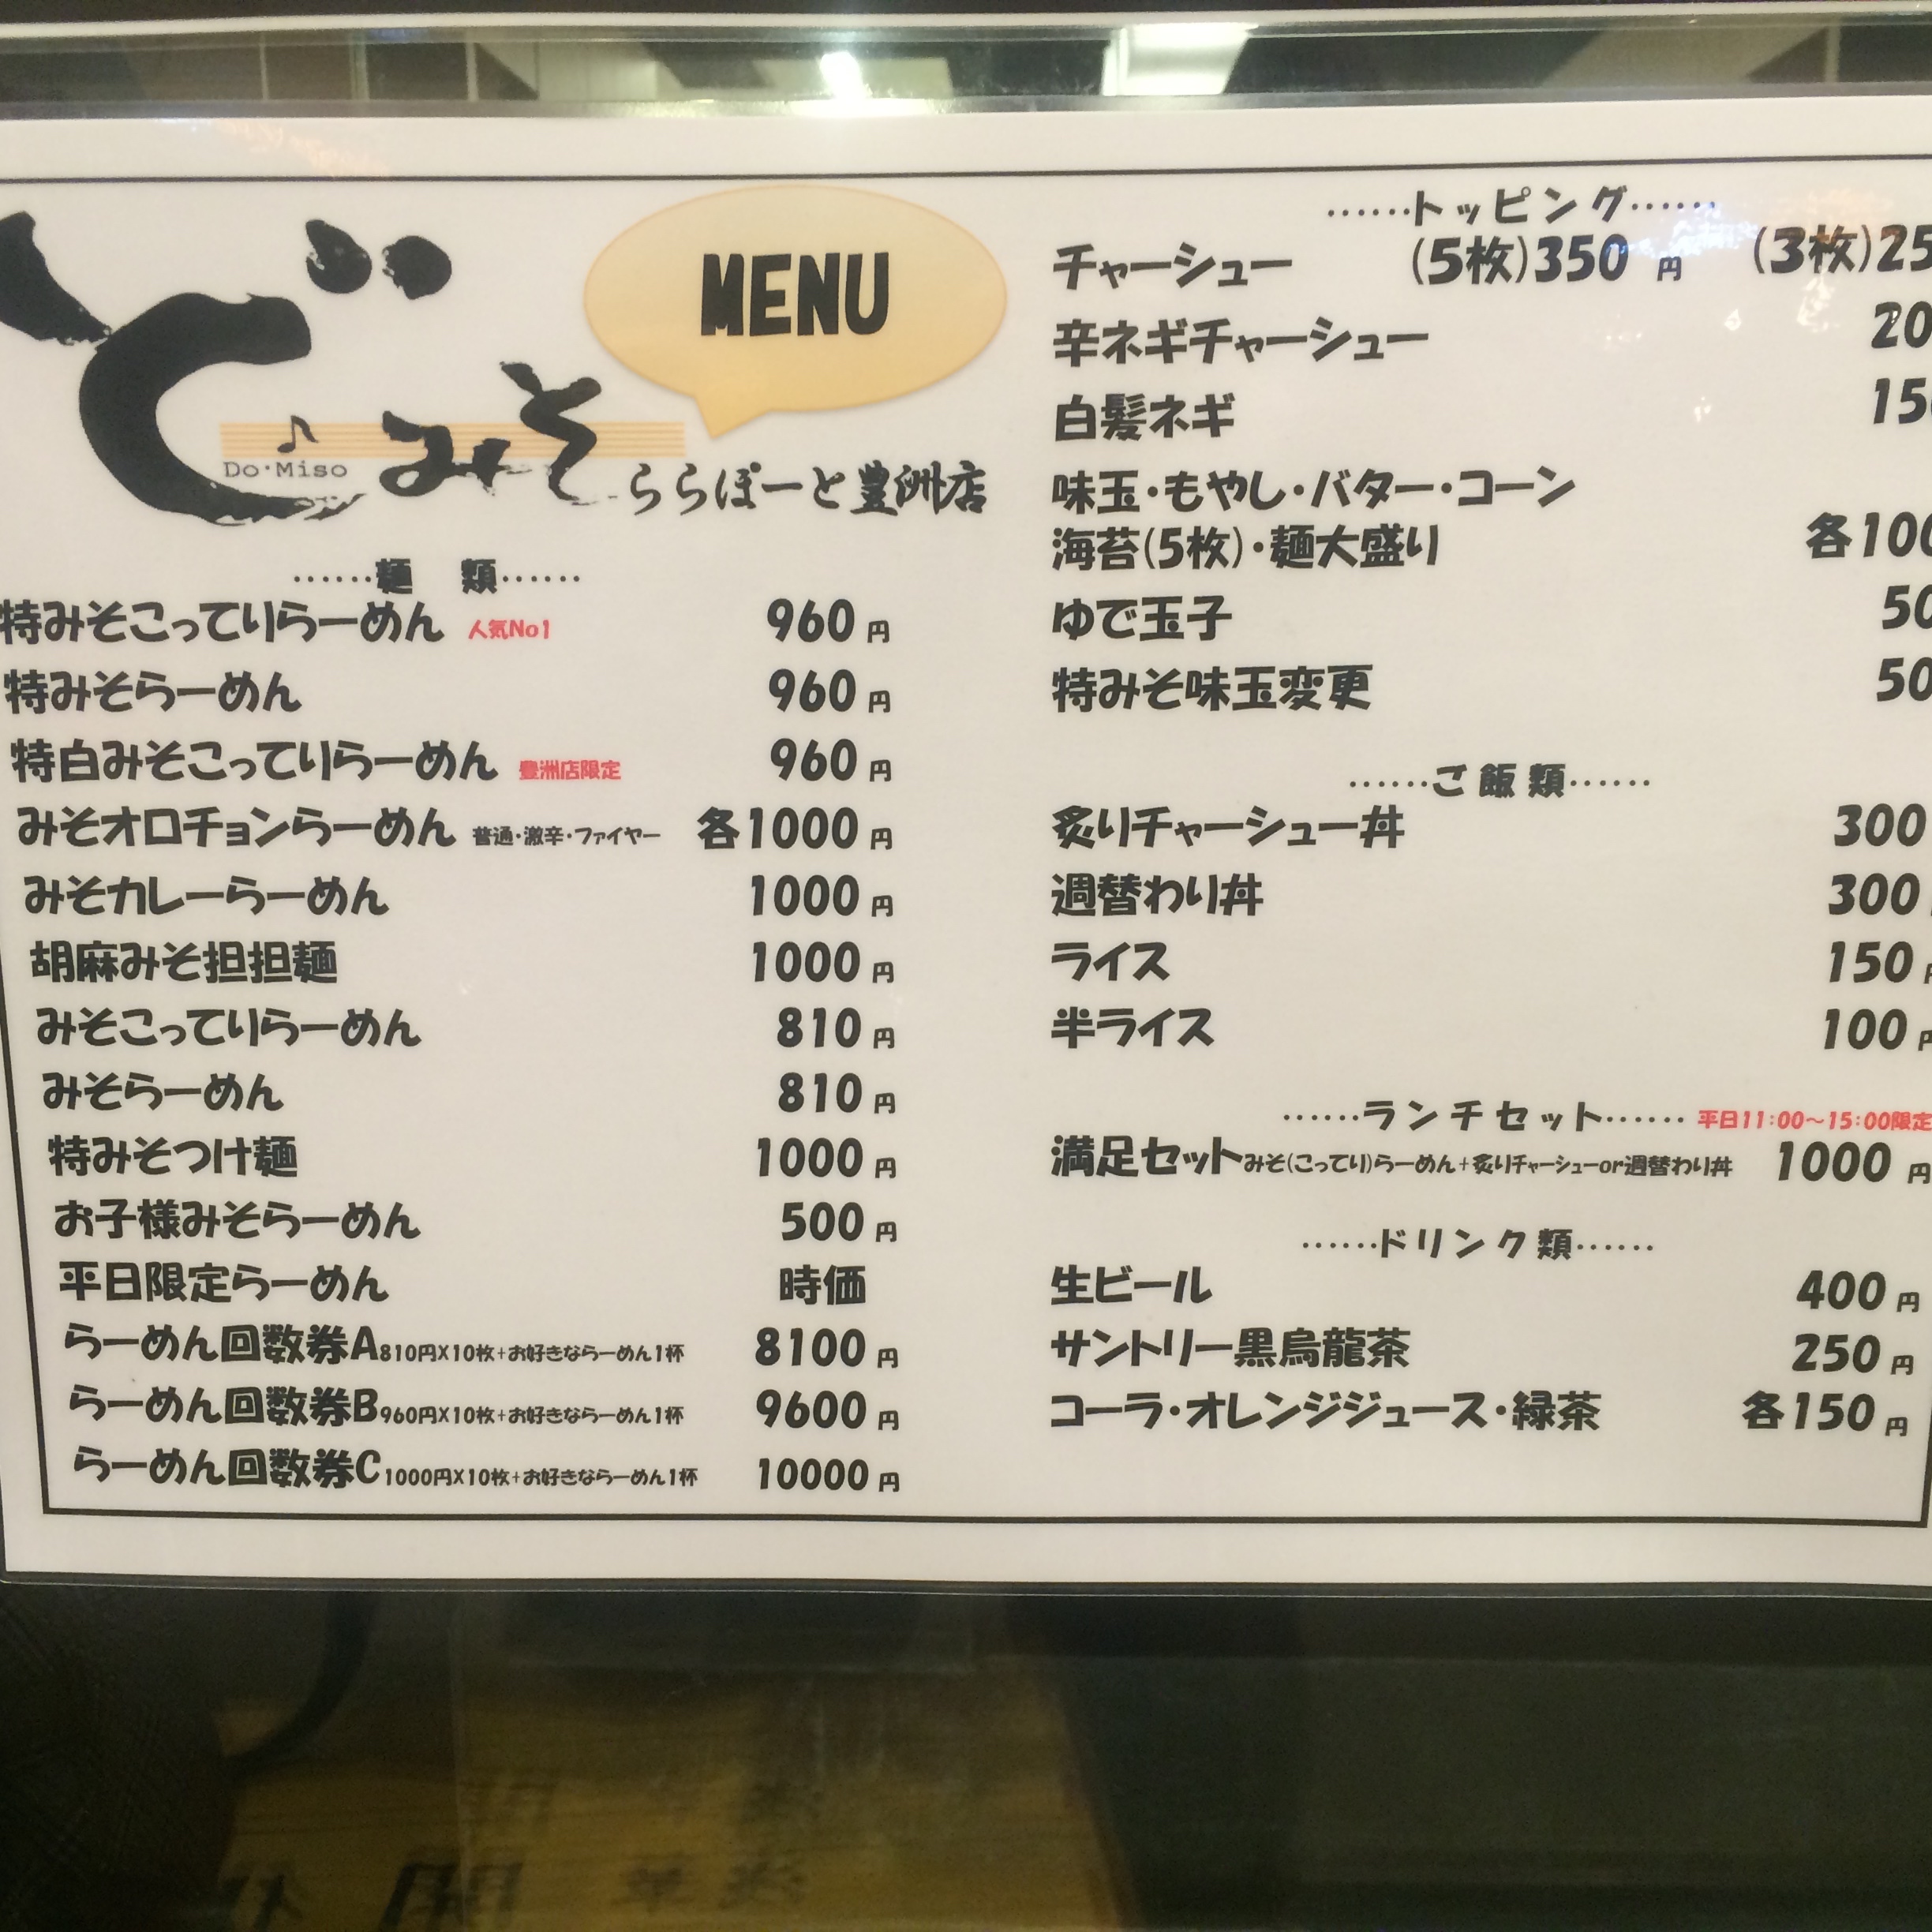 どみそ
Do・Miso
MENU
ららぽーと豊洲店
……麺 類……
特みそこってりらーめん 人気No1 960円
特みそらーめん 960円
特白みそこってりらーめん 豊洲店限定 960円
みそオロチョンらーめん 普通・激辛・ファイヤー 各1000円
みそカレーらーめん 1000円
胡麻みそ担担麺 1000円
みそこってりらーめん 810円
みそらーめん 810円
特みそつけ麺 1000円
お子様みそらーめん 500円
平日限定らーめん 時価
らーめん回数券A810円X10枚+お好きならーめん1杯 8100円
らーめん回数券B960円X10枚+お好きならーめん1杯 9600円
らーめん回数券C1000円X10枚+お好きならーめん1杯 10000円
……トッピング……
チャーシュー (5枚)350円 (3枚)25
辛ネギチャーシュー 20
白髪ネギ 15
味玉・もやし・バター・コーン
海苔(5枚)・麺大盛り 各100
ゆで玉子 50
特みそ味玉変更 50
……ご飯類……
炙りチャーシュー丼 300
週替わり丼 300
ライス 150円
半ライス 100円
……ランチセット…… 平日11:00～15:00限定
満足セットみそ(こってり)らーめん+炙りチャーシューor週替わり丼 1000円
……ドリンク類……
生ビール 400円
サントリー黒烏龍茶 250円
コーラ・オレンジジュース・緑茶 各150円